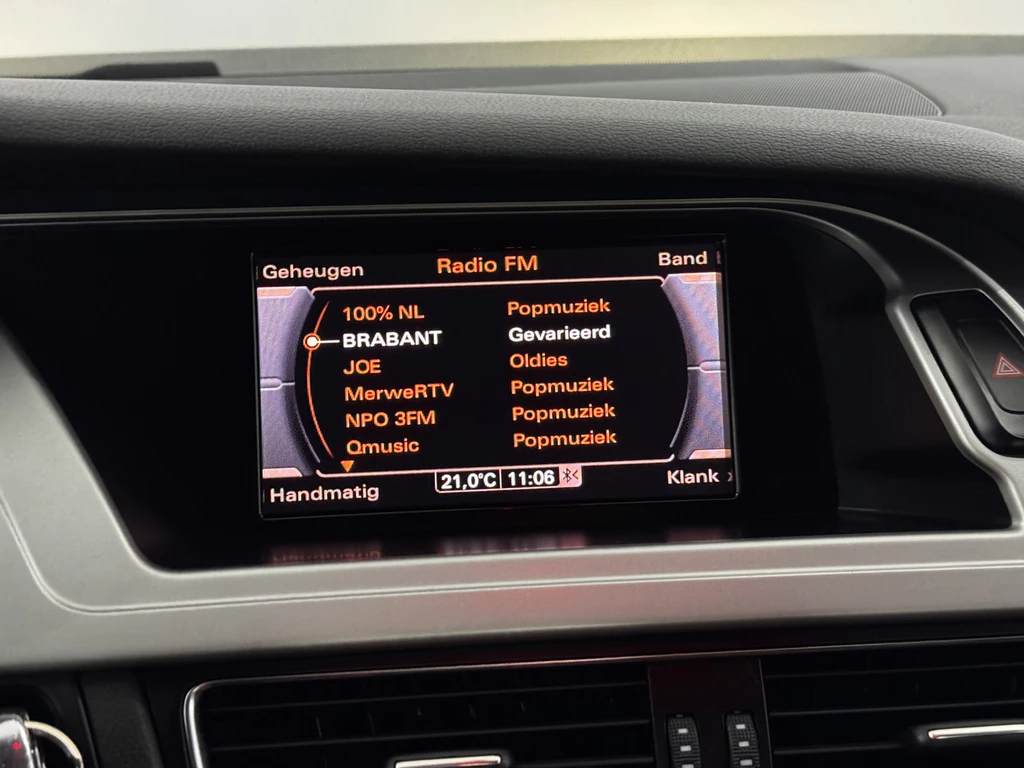 Geheugen Radio FM Band
100% NL Popmuziek
BRABANT Gevarieerd
JOE Oldies
MerweRTV Popmuziek
NPO 3FM Popmuziek
Qmusic Popmuziek
Handmatig 21,0°C 11:06 Klank